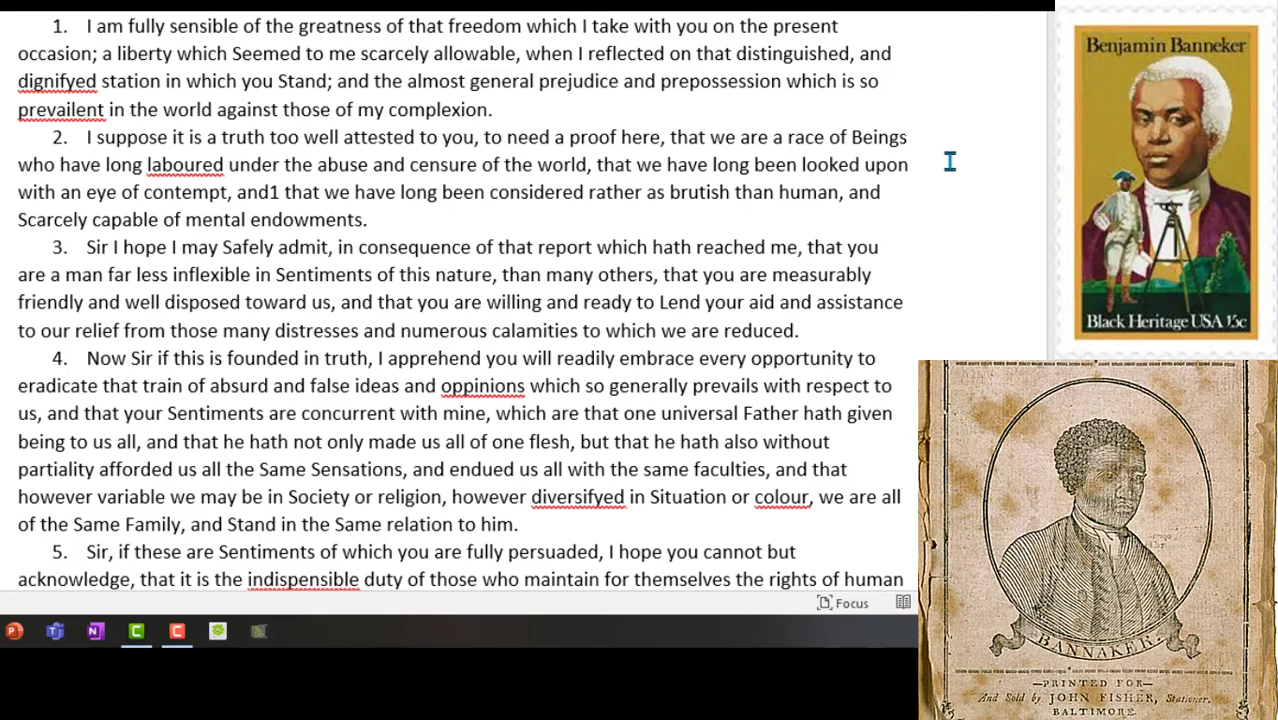 1. I am fully sensible of the greatness of that freedom which I take with you on the present
occasion; a liberty which Seemed to me scarcely allowable, when I reflected on that distinguished, and
dignifyed station in which you Stand; and the almost general prejudice and prepossession which is so
prevailent in the world against those of my complexion.
2. I suppose it is a truth too well attested to you, to need a proof here, that we are a race of Beings
who have long laboured under the abuse and censure of the world, that we have long been looked upon
with an eye of contempt, and1 that we have long been considered rather as brutish than human, and
Scarcely capable of mental endowments.
3. Sir I hope I may Safely admit, in consequence of that report which hath reached me, that you
are a man far less inflexible in Sentiments of this nature, than many others, that you are measurably
friendly and well disposed toward us, and that you are willing and ready to Lend your aid and assistance
to our relief from those many distresses and numerous calamities to which we are reduced.
4. Now Sir if this is founded in truth, I apprehend you will readily embrace every opportunity to
eradicate that train of absurd and false ideas and oppinions which so generally prevails with respect to
us, and that your Sentiments are concurrent with mine, which are that one universal Father hath given
being to us all, and that he hath not only made us all of one flesh, but that he hath also without
partiality afforded us all the Same Sensations, and endued us all with the same faculties, and that
however variable we may be in Society or religion, however diversifyed in Situation or colour, we are all
of the Same Family, and Stand in the Same relation to him.
5. Sir, if these are Sentiments of which you are fully persuaded, I hope you cannot but
acknowledge, that it is the indispensible duty of those who maintain for themselves the rights of human
Focus
Benjamin Banneker
Black Heritage USA 15c
BANNAKER.
—PRINTED FOR—
And Sold by JOHN FISHER, Stationer.
BALTIMORE.